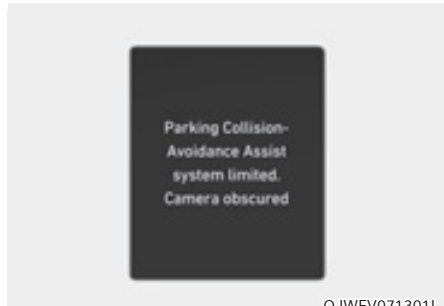 Parking Collision-
Avoidance Assist
system limited.
Camera obscured